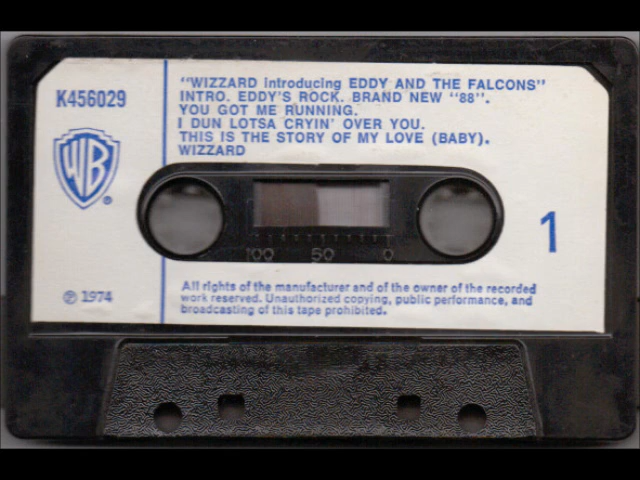 K456029
"WIZZARD introducing EDDY AND THE FALCONS"
INTRO. EDDY'S ROCK. BRAND NEW "88".
YOU GOT ME RUNNING.
I DUN LOTSA CRYIN' OVER YOU.
THIS IS THE STORY OF MY LOVE (BABY).
WIZZARD
WB
®
100 50 0
1
℗ 1974
All rights of the manufacturer and of the owner of the recorded
work reserved. Unauthorized copying, public performance, and
broadcasting of this tape prohibited.